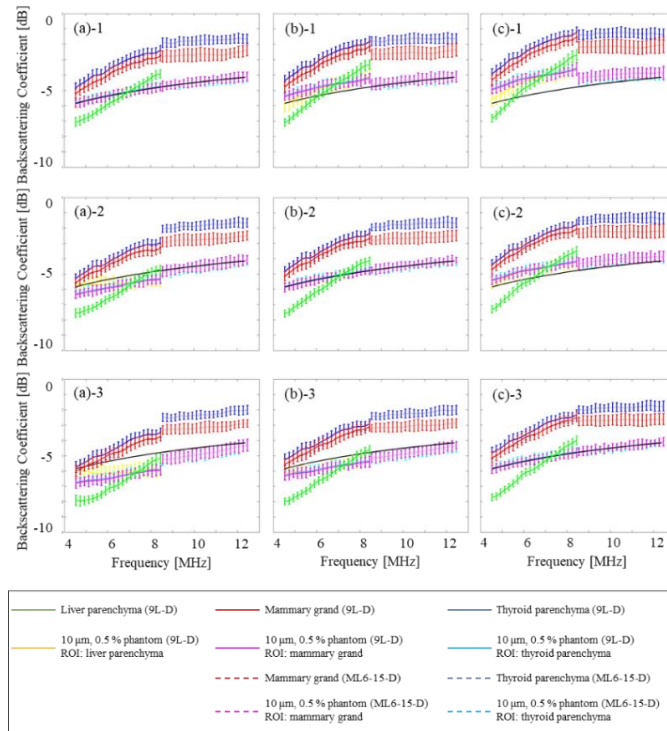 Backscattering Coefficient [dB]
0
-5
-10
(a)-1
(b)-1
(c)-1
Backscattering Coefficient [dB]
0
-5
-10
(a)-2
(b)-2
(c)-2
Backscattering Coefficient [dB]
0
-5
-10
(a)-3
(b)-3
(c)-3
4 6 8 10 12
4 6 8 10 12
4 6 8 10 12
Frequency [MHz]
Frequency [MHz]
Frequency [MHz]
Liver parenchyma (9L-D)
Mammary grand (9L-D)
Thyroid parenchyma (9L-D)
10 μm, 0.5 % phantom (9L-D)
ROI: liver parenchyma
10 μm, 0.5 % phantom (9L-D)
ROI: mammary grand
10 μm, 0.5 % phantom (9L-D)
ROI: thyroid parenchyma
Mammary grand (ML6-15-D)
Thyroid parenchyma (ML6-15-D)
10 μm, 0.5 % phantom (ML6-15-D)
ROI: mammary grand
10 μm, 0.5 % phantom (ML6-15-D)
ROI: thyroid parenchyma